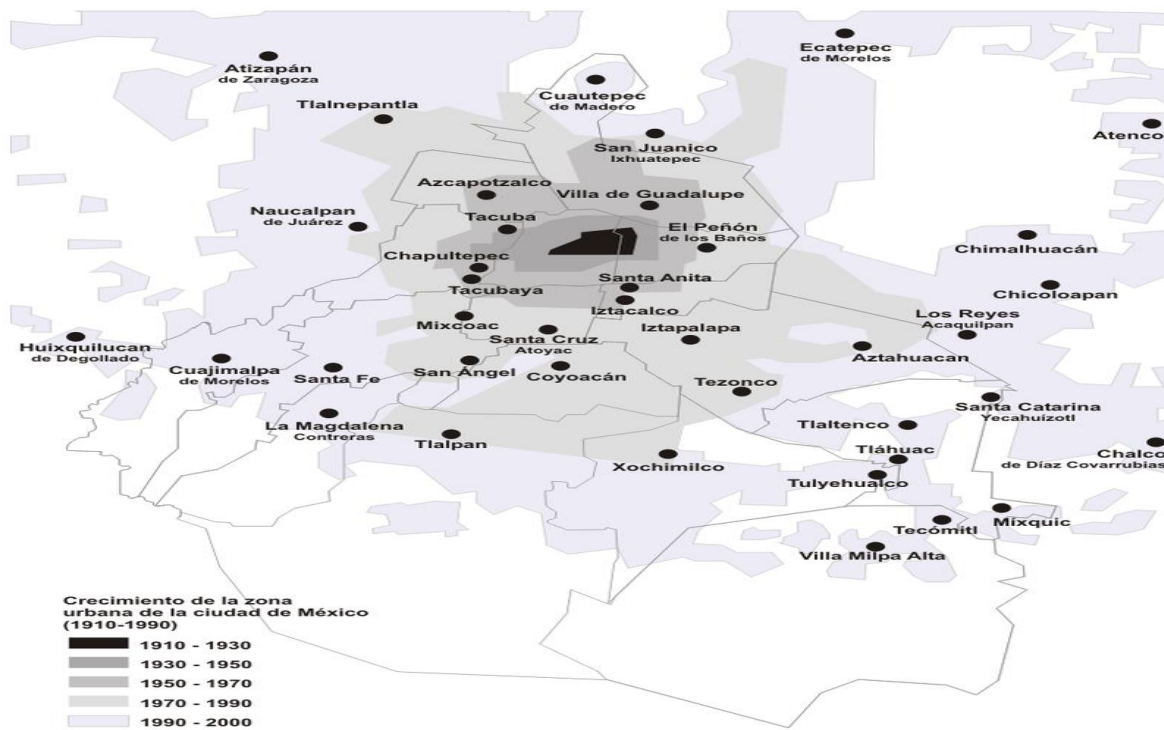 Ecatepec
de Morelos
Atizapán
de Zaragoza
Cuautepec
de Madero
Tlalnepantla
Atenco
San Juanico
Ixhuatepec
Azcapotzalco
Villa de Guadalupe
Naucalpan
de Juárez
Tacuba
El Peñón
de los Baños
Chimalhuacán
Chapultepec
Santa Anita
Tacubaya
Chicoloapan
Iztacalco
Mixcoac
Iztapalapa
Los Reyes
Acaquilpan
Santa Cruz
Atoyac
Huixquilucan
de Degollado
Aztahuacan
Cuajimalpa
de Morelos
Santa Fe
San Ángel
Coyoacán
Tezonco
Santa Catarina
Yecahuízotl
La Magdalena
Contreras
Tlaltenco
Tlalpan
Tláhuac
Chalco
de Díaz Covarrubias
Xochimilco
Tulyehualco
Mixquic
Tecómitl
Villa Milpa Alta
Crecimiento de la zona
urbana de la ciudad de México
(1910-1990)
1910 - 1930
1930 - 1950
1950 - 1970
1970 - 1990
1990 - 2000